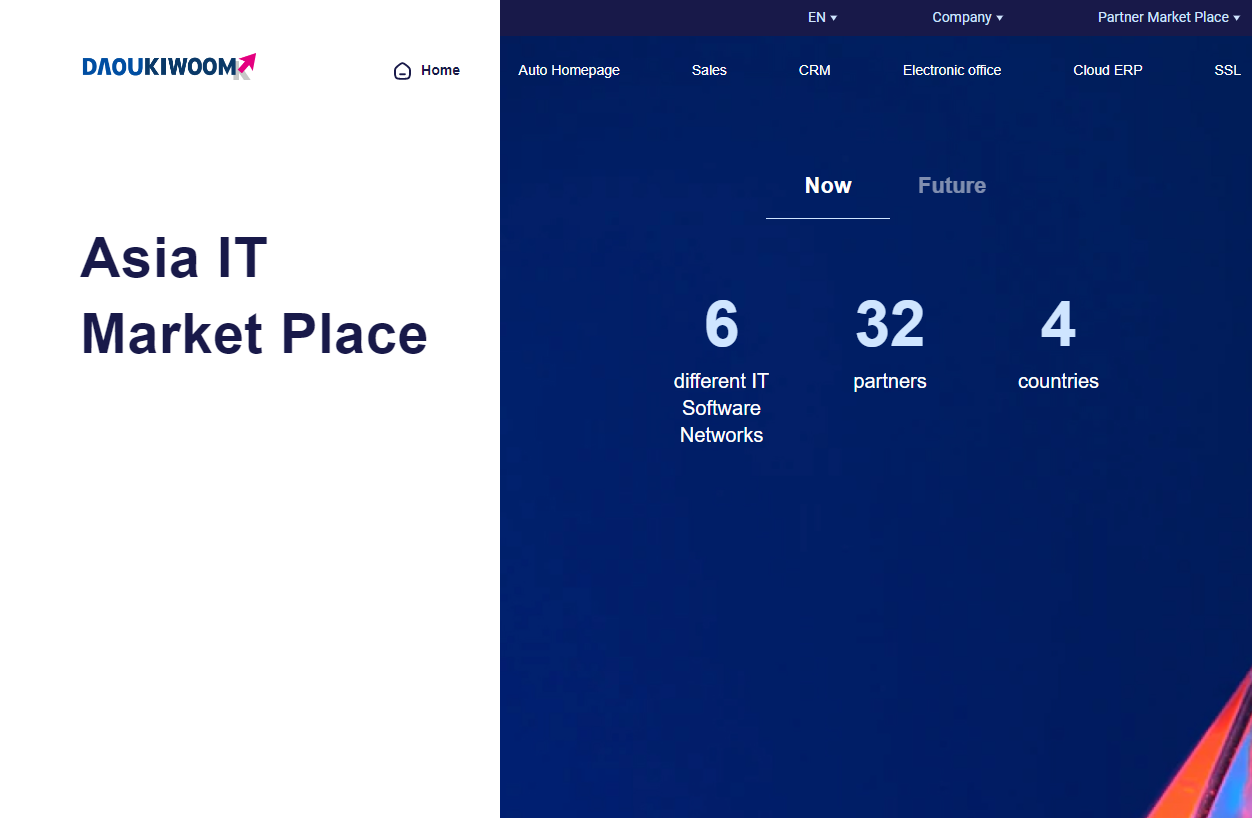 EN
Company
Partner Market Place
DAOUKIWOOM
Home
Auto Homepage
Sales
CRM
Electronic office
Cloud ERP
SSL
Asia IT
Market Place
Now
Future
6
different IT
Software
Networks
32
partners
4
countries